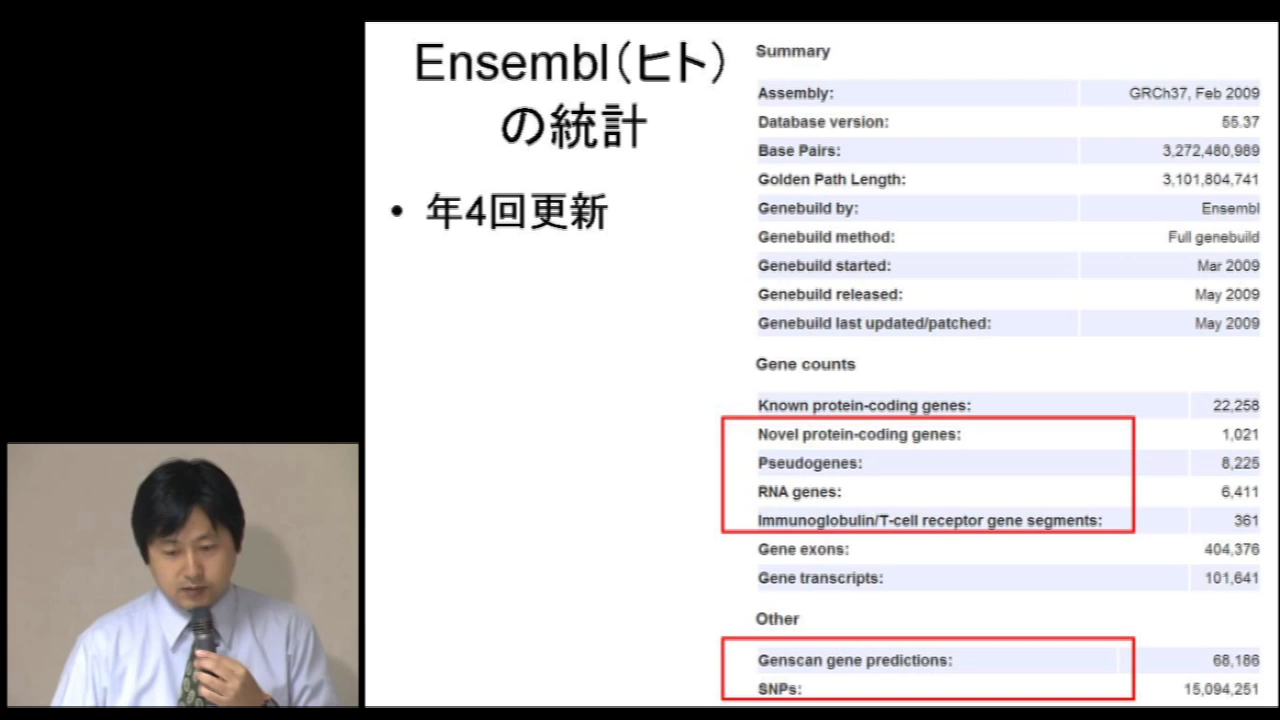 Ensembl(ヒト)
の統計
• 年4回更新
Summary
Assembly: GRCh37, Feb 2009
Database version: 55.37
Base Pairs: 3,272,480,989
Golden Path Length: 3,101,804,741
Genebuild by: Ensembl
Genebuild method: Full genebuild
Genebuild started: Mar 2009
Genebuild released: May 2009
Genebuild last updated/patched: May 2009
Gene counts
Known protein-coding genes: 22,258
Novel protein-coding genes: 1,021
Pseudogenes: 8,225
RNA genes: 6,411
Immunoglobulin/T-cell receptor gene segments: 361
Gene exons: 404,376
Gene transcripts: 101,641
Other
Genscan gene predictions: 68,186
SNPs: 15,094,251